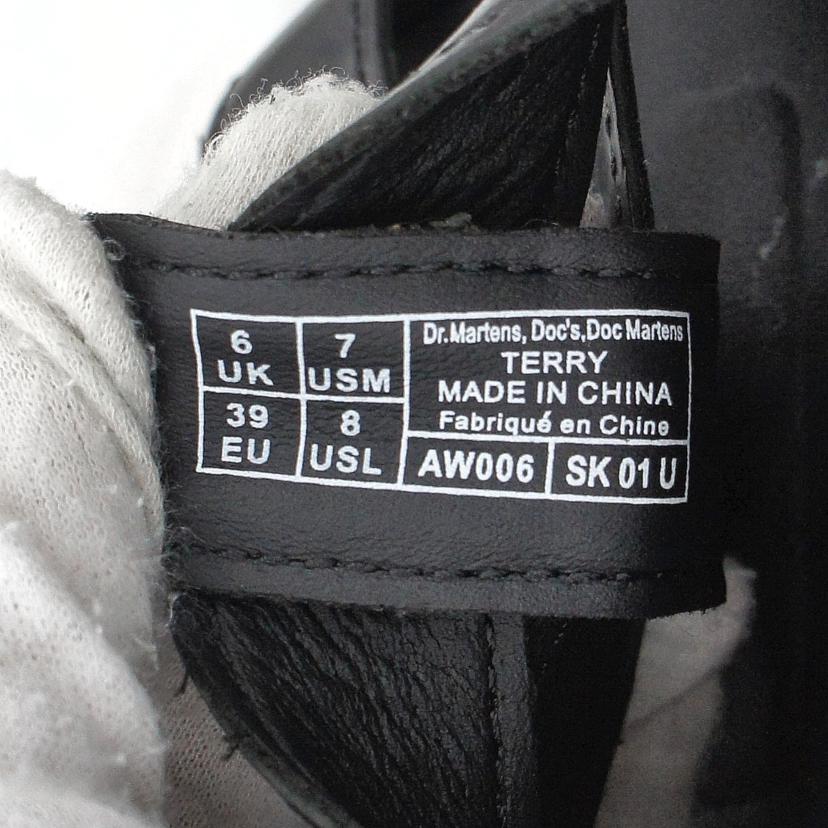 6
UK
7
USM
39
EU
8
USL
Dr.Martens, Doc's,Doc Martens
TERRY
MADE IN CHINA
Fabriqué en Chine
AW006
SK 01 U